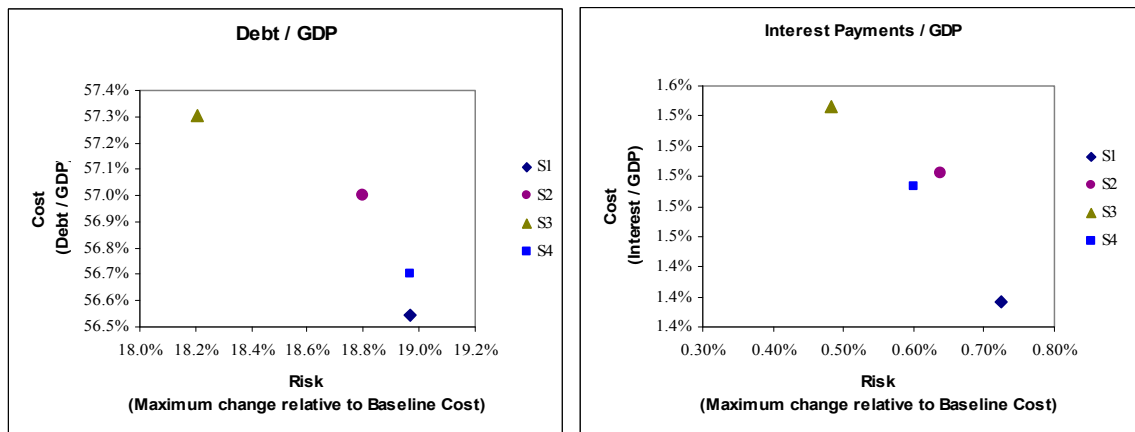 Debt / GDP
Cost
(Debt / GDP)
57.4%
57.3%
57.2%
57.1%
57.0%
56.9%
56.8%
56.7%
56.6%
56.5%
18.0% 18.2% 18.4% 18.6% 18.8% 19.0% 19.2%
Risk
(Maximum change relative to Baseline Cost)
S1
S2
S3
S4
Interest Payments / GDP
Cost
(Interest / GDP)
1.6%
1.5%
1.5%
1.5%
1.5%
1.5%
1.4%
1.4%
1.4%
0.30% 0.40% 0.50% 0.60% 0.70% 0.80%
Risk
(Maximum change relative to Baseline Cost)
S1
S2
S3
S4